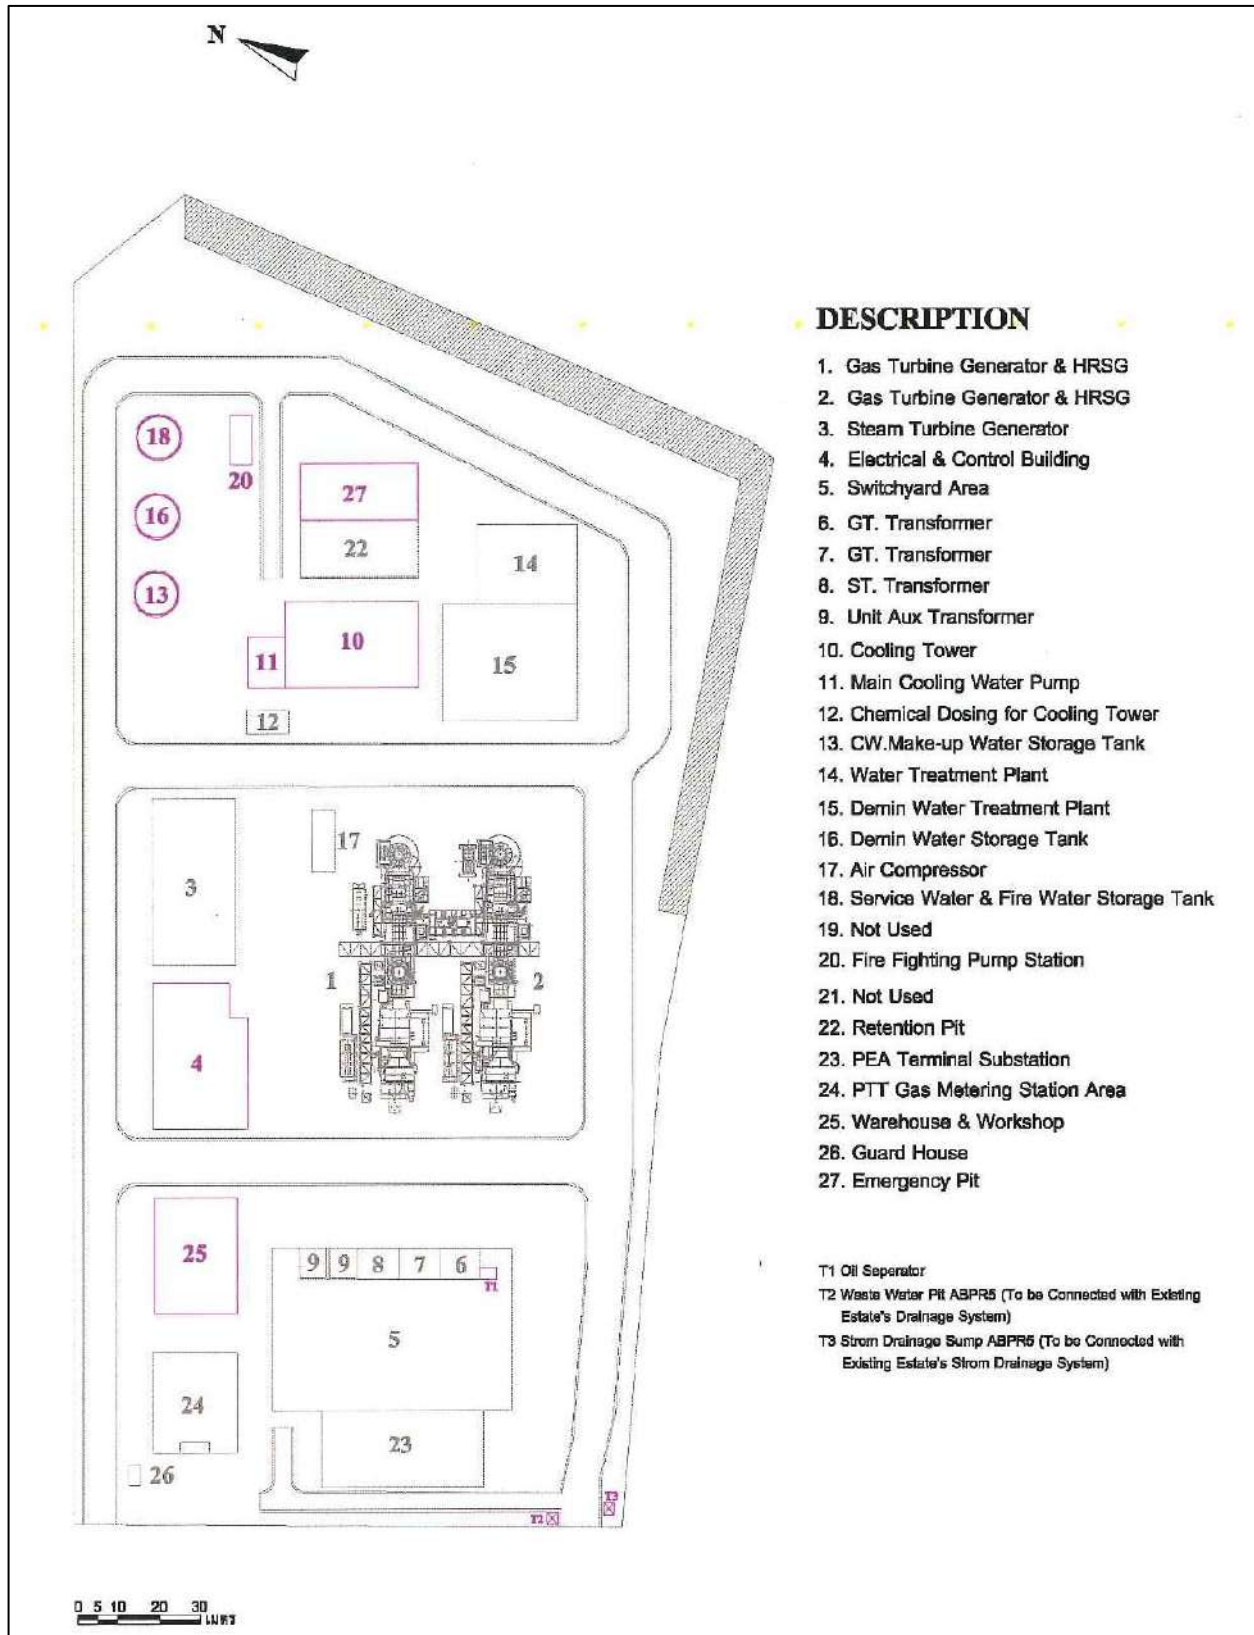 N
DESCRIPTION
1. Gas Turbine Generator & HRSG
2. Gas Turbine Generator & HRSG
3. Steam Turbine Generator
4. Electrical & Control Building
5. Switchyard Area
6. GT. Transformer
7. GT. Transformer
8. ST. Transformer
9. Unit Aux Transformer
10. Cooling Tower
11. Main Cooling Water Pump
12. Chemical Dosing for Cooling Tower
13. CW.Make-up Water Storage Tank
14. Water Treatment Plant
15. Demin Water Treatment Plant
16. Demin Water Storage Tank
17. Air Compressor
18. Service Water & Fire Water Storage Tank
19. Not Used
20. Fire Fighting Pump Station
21. Not Used
22. Retention Pit
23. PEA Terminal Substation
24. PTT Gas Metering Station Area
25. Warehouse & Workshop
26. Guard House
27. Emergency Pit
T1 Oil Seperator
T2 Waste Water Pit ABPR5 (To be Connected with Existing
Estate's Drainage System)
T3 Strom Drainage Sump ABPR5 (To be Connected with
Existing Estate's Strom Drainage System)
18
20
27
16
22
14
13
10
11
15
12
17
3
1
2
4
25
9 9 8 7 6
T1
5
24
23
26
T3
T2
0 5 10 20 30
เมตร